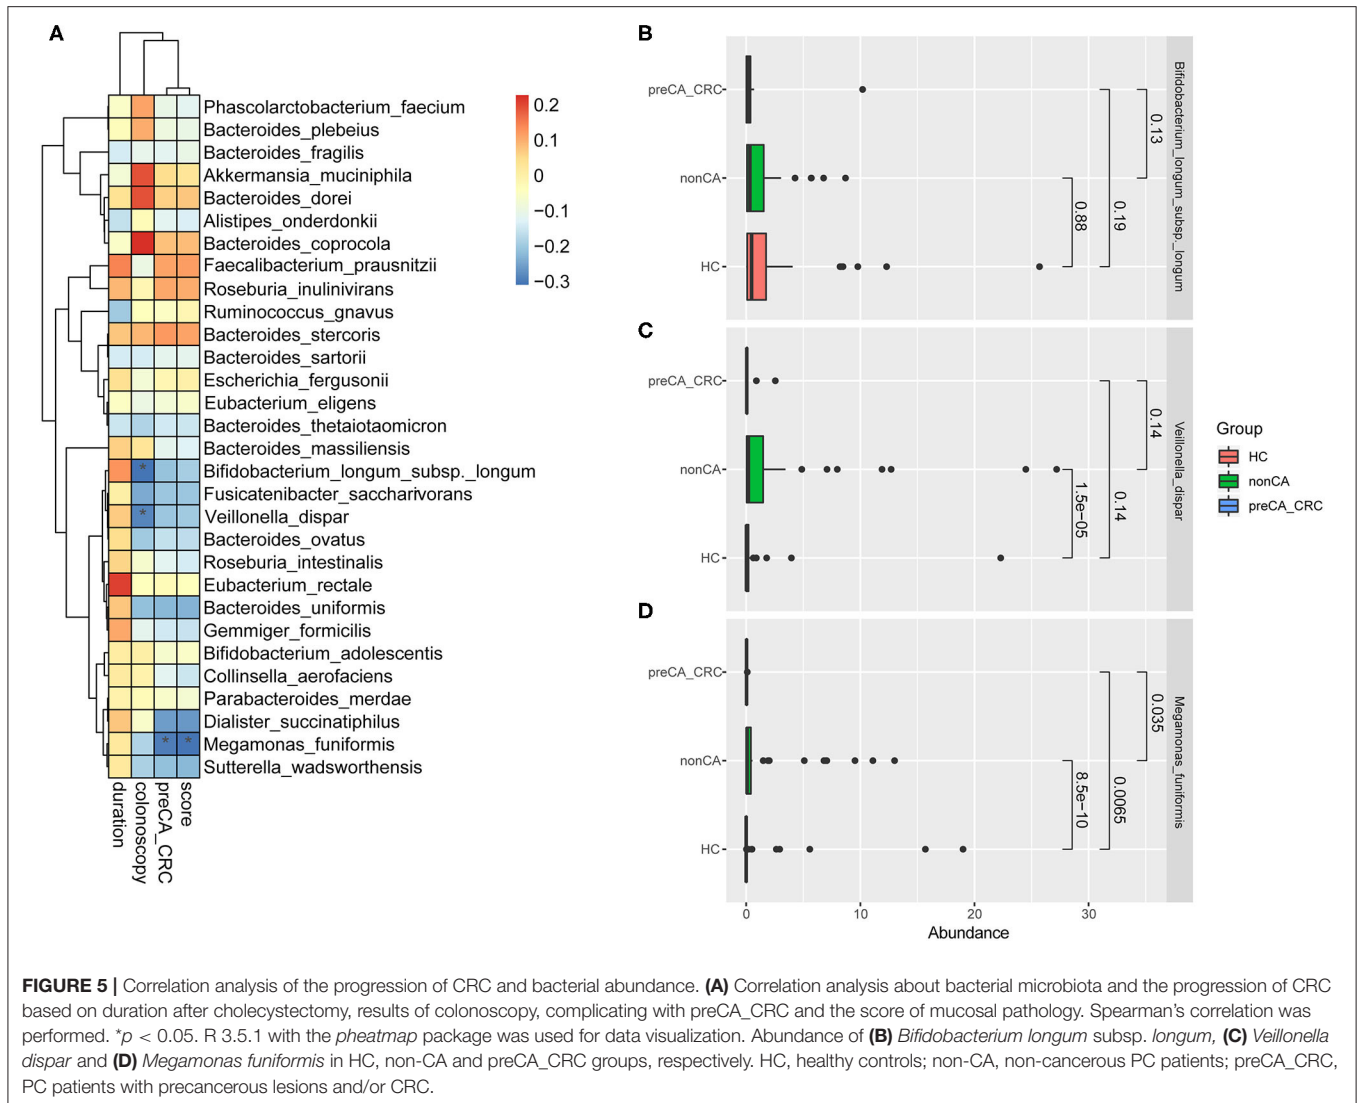 A
Phascolarctobacterium_faecium
Bacteroides_plebeius
Bacteroides_fragilis
Akkermansia_muciniphila
Bacteroides_dorei
Alistipes_onderdonkii
Bacteroides_coprocola
Faecalibacterium_prausnitzii
Roseburia_inulinivirans
Ruminococcus_gnavus
Bacteroides_stercoris
Bacteroides_sartorii
Escherichia_fergusonii
Eubacterium_eligens
Bacteroides_thetaiotaomicron
Bacteroides_massiliensis
Bifidobacterium_longum_subsp._longum
Fusicatenibacter_saccharivorans
Veillonella_dispar
Bacteroides_ovatus
Roseburia_intestinalis
Eubacterium_rectale
Bacteroides_uniformis
Gemmiger_formicilis
Bifidobacterium_adolescentis
Collinsella_aerofaciens
Parabacteroides_merdae
Dialister_succinatiphilus
Megamonas_funiformis
Sutterella_wadsworthensis
*
*
* *
duration
colonoscopy
preCA_CRC
score
0.2
0.1
0
−0.1
−0.2
−0.3
B
preCA_CRC
nonCA
HC
0.88
0.19
0.13
Bifidobacterium_longum_subsp._longum
C
preCA_CRC
nonCA
HC
1.5e−05
0.14
0.14
Veillonella_dispar
D
preCA_CRC
nonCA
HC
8.5e−10
0.0065
0.035
Megamonas_funiformis
0 10 20 30
Abundance
Group
HC
nonCA
preCA_CRC
FIGURE 5 | Correlation analysis of the progression of CRC and bacterial abundance. (A) Correlation analysis about bacterial microbiota and the progression of CRC
based on duration after cholecystectomy, results of colonoscopy, complicating with preCA_CRC and the score of mucosal pathology. Spearman's correlation was
performed. *p < 0.05. R 3.5.1 with the pheatmap package was used for data visualization. Abundance of (B) Bifidobacterium longum subsp. longum, (C) Veillonella
dispar and (D) Megamonas funiformis in HC, non-CA and preCA_CRC groups, respectively. HC, healthy controls; non-CA, non-cancerous PC patients; preCA_CRC,
PC patients with precancerous lesions and/or CRC.